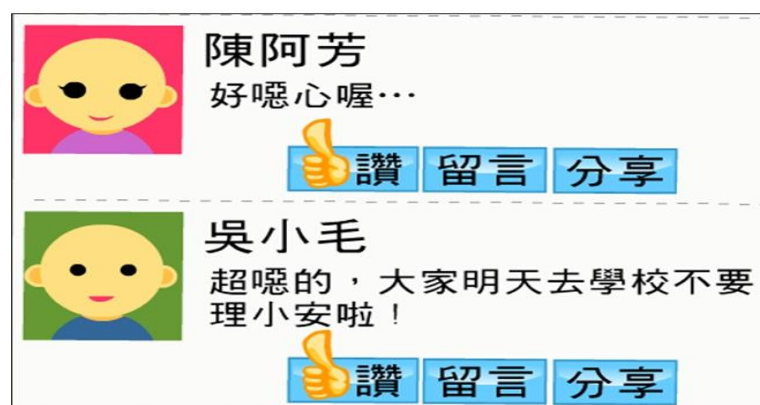 陳阿芳
好噁心喔…
讚 留言 分享
吳小毛
超噁的，大家明天去學校不要
理小安啦！
讚 留言 分享